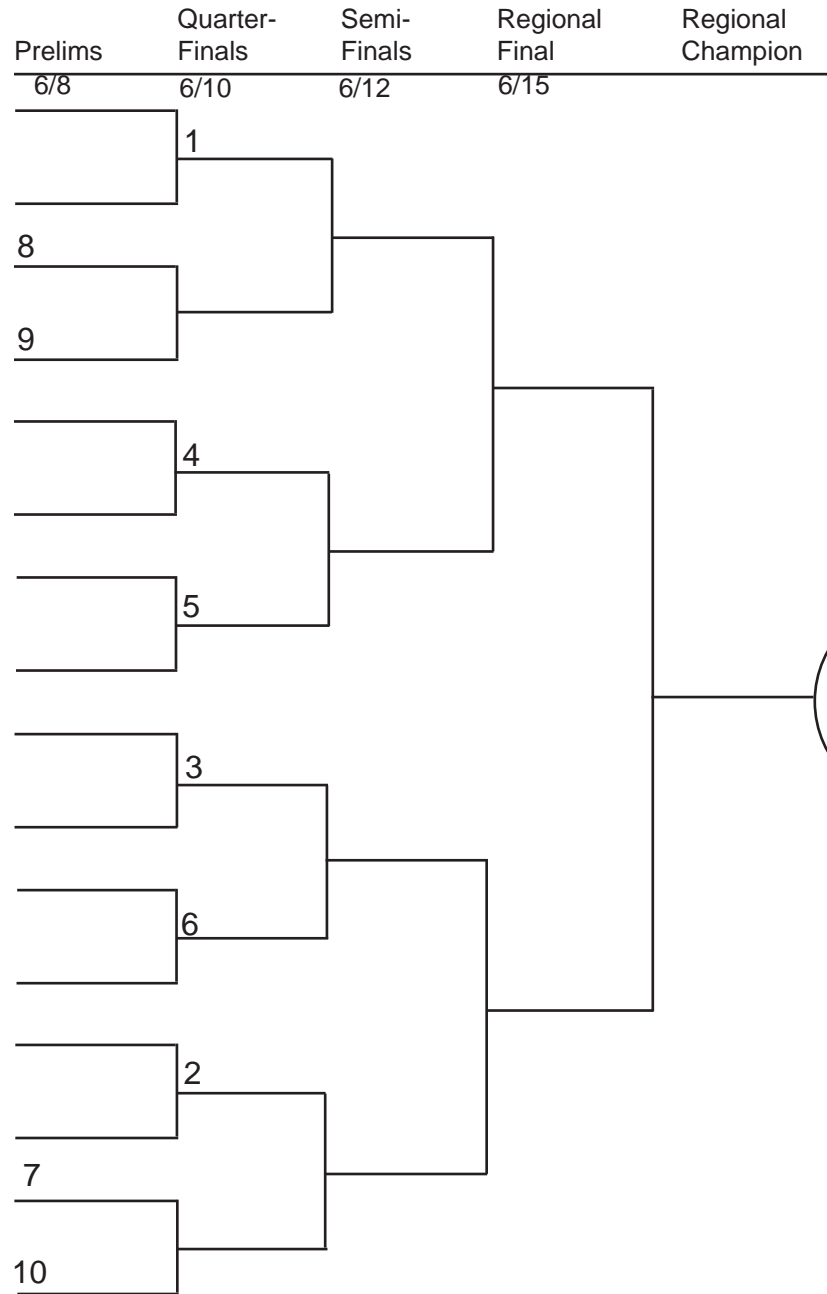 Prelims
Quarter-
Finals
Semi-
Finals
Regional
Final
Regional
Champion
6/8
6/10
6/12
6/15
1
8
9
4
5
3
6
2
7
10